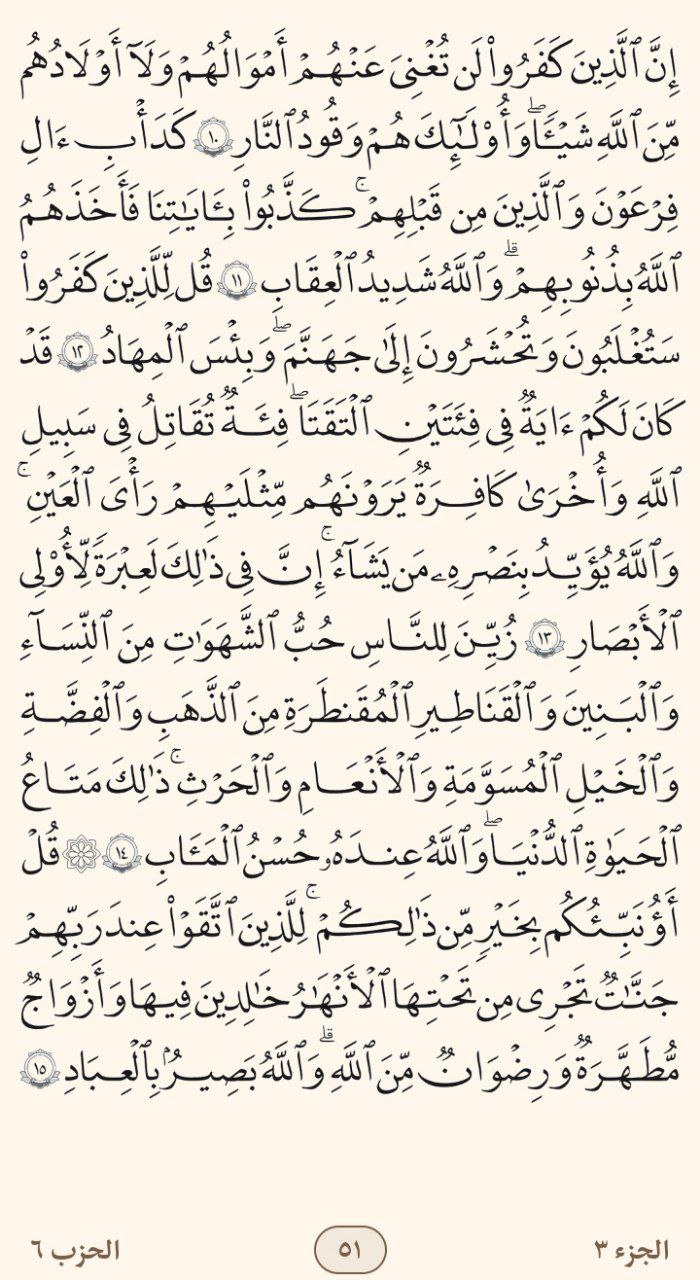 إِنَّ ٱلَّذِينَ كَفَرُوا۟ لَن تُغْنِىَ عَنْهُمْ أَمْوَٰلُهُمْ وَلَآ أَوْلَٰدُهُم
مِّنَ ٱللَّهِ شَيْـًٔاۖ وَأُو۟لَٰٓئِكَ هُمْ وَقُودُ ٱلنَّارِ ١٠ كَدَأْبِ ءَالِ
فِرْعَوْنَ وَٱلَّذِينَ مِن قَبْلِهِمْۚ كَذَّبُوا۟ بِـَٔايَٰتِنَا فَأَخَذَهُمُ
ٱللَّهُ بِذُنُوبِهِمْۗ وَٱللَّهُ شَدِيدُ ٱلْعِقَابِ ١١ قُل لِّلَّذِينَ كَفَرُوا۟
سَتُغْلَبُونَ وَتُحْشَرُونَ إِلَىٰ جَهَنَّمَۖ وَبِئْسَ ٱلْمِهَادُ ١٢ قَدْ
كَانَ لَكُمْ ءَايَةٌ فِى فِئَتَيْنِ ٱلْتَقَتَاۖ فِئَةٌ تُقَٰتِلُ فِى سَبِيلِ
ٱللَّهِ وَأُخْرَىٰ كَافِرَةٌ يَرَوْنَهُم مِّثْلَيْهِمْ رَأْىَ ٱلْعَيْنِۚ
وَٱللَّهُ يُؤَيِّدُ بِنَصْرِهِۦ مَن يَشَآءُۚ إِنَّ فِى ذَٰلِكَ لَعِبْرَةً لِّأُو۟لِى
ٱلْأَبْصَٰرِ ١٣ زُيِّنَ لِلنَّاسِ حُبُّ ٱلشَّهَوَٰتِ مِنَ ٱلنِّسَآءِ
وَٱلْبَنِينَ وَٱلْقَنَٰطِيرِ ٱلْمُقَنطَرَةِ مِنَ ٱلذَّهَبِ وَٱلْفِضَّةِ
وَٱلْخَيْلِ ٱلْمُسَوَّمَةِ وَٱلْأَنْعَٰمِ وَٱلْحَرْثِۚ ذَٰلِكَ مَتَٰعُ
ٱلْحَيَوٰةِ ٱلدُّنْيَاۖ وَٱللَّهُ عِندَهُۥ حُسْنُ ٱلْمَـَٔابِ ١٤ ۞ قُلْ
أَؤُنَبِّئُكُم بِخَيْرٍ مِّن ذَٰلِكُمْۚ لِلَّذِينَ ٱتَّقَوْا۟ عِندَ رَبِّهِمْ
جَنَّٰتٌ تَجْرِى مِن تَحْتِهَا ٱلْأَنْهَٰرُ خَٰلِدِينَ فِيهَا وَأَزْوَٰجٌ
مُّطَهَّرَةٌ وَرِضْوَٰنٌ مِّنَ ٱللَّهِۗ وَٱللَّهُ بَصِيرٌۢ بِٱلْعِبَادِ ١٥
الجزء ٣
٥١
الحزب ٦